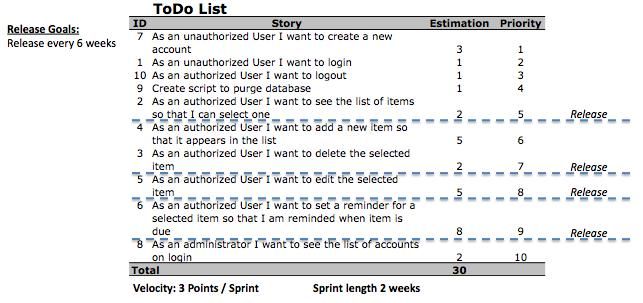 ToDo List
Release Goals:
Release every 6 weeks
ID Story Estimation Priority
7 As an unauthorized User I want to create a new
account 3 1
1 As an unauthorized User I want to login 1 2
10 As an authorized User I want to logout 1 3
9 Create script to purge database 1 4
2 As an authorized User I want to see the list of items
so that I can select one 2 5 Release
4 As an authorized User I want to add a new item so
that it appears in the list 5 6
3 As an authorized User I want to delete the selected
item 2 7 Release
5 As an authorized User I want to edit the selected
item 5 8 Release
6 As an authorized User I want to set a reminder for a
selected item so that I am reminded when item is
due 8 9 Release
8 As an administrator I want to see the list of accounts
on login 2 10
Total 30
Velocity: 3 Points / Sprint Sprint length 2 weeks